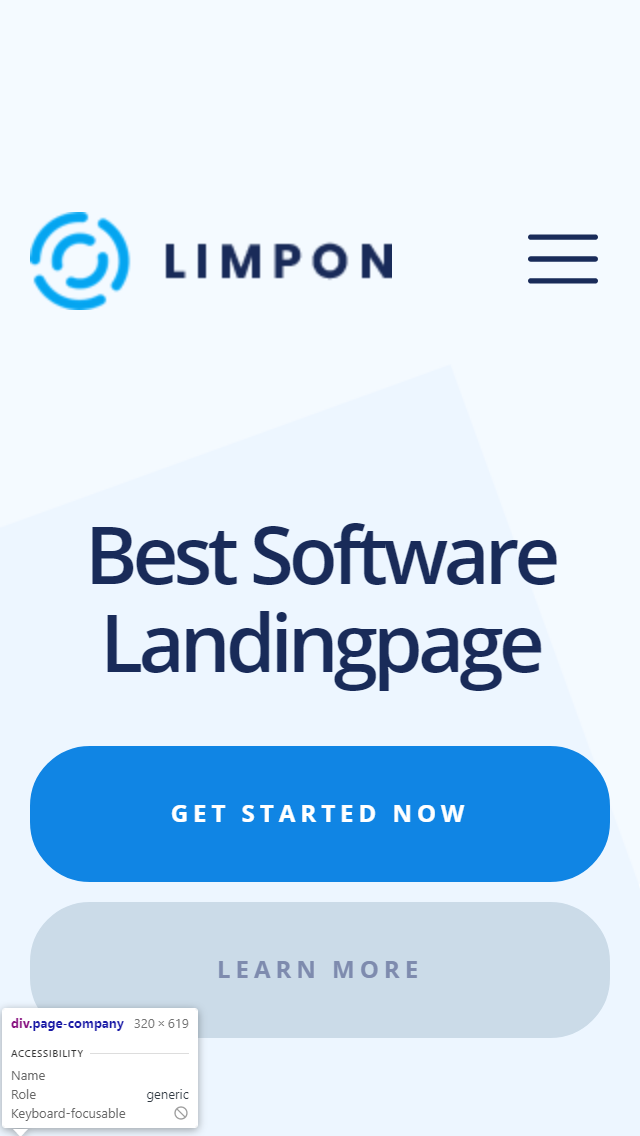 LIMPON
Best Software
Landingpage
GET STARTED NOW
LEARN MORE
div.page-company 320 × 619
ACCESSIBILITY
Name
Role generic
Keyboard-focusable